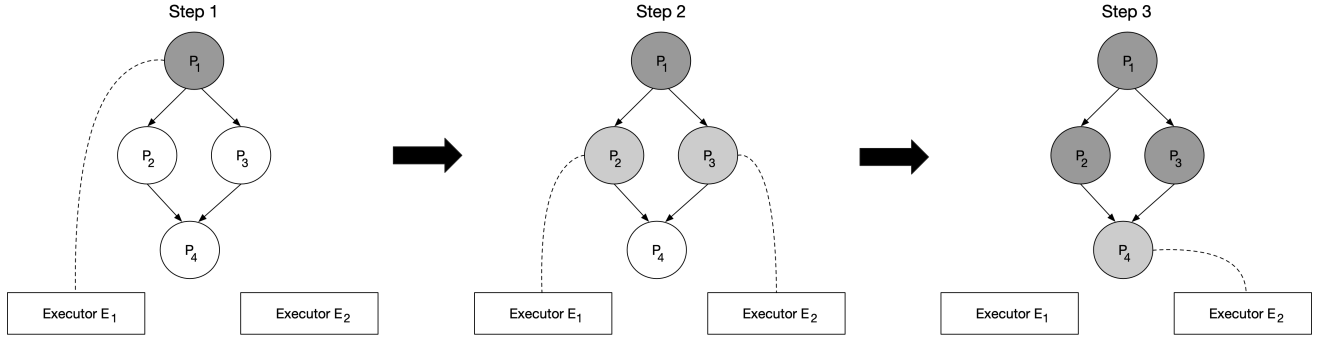 Step 1
Step 2
Step 3
P1
P1
P1
P2
P3
P2
P3
P2
P3
P4
P4
P4
Executor E1
Executor E2
Executor E1
Executor E2
Executor E1
Executor E2